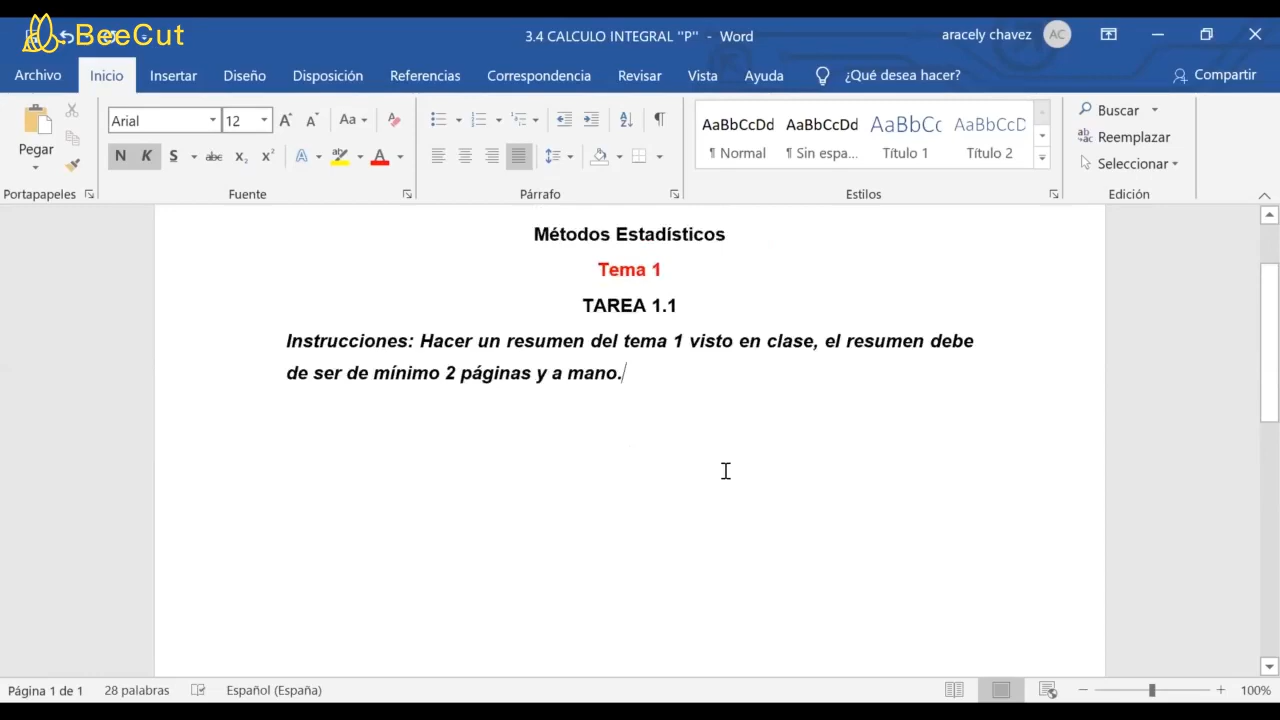 BeeCut
3.4 CALCULO INTEGRAL "P" - Word
aracely chavez
AC
Archivo Inicio Insertar Diseño Disposición Referencias Correspondencia Revisar Vista Ayuda ¿Qué desea hacer? Compartir
Pegar
Arial 12
Aa
N K S abc x₂ x² A A
AaBbCcDd AaBbCcDd AaBbCc AaBbCcD
¶ Normal ¶ Sin espa... Título 1 Título 2
Buscar
Reemplazar
Seleccionar
Portapapeles Fuente Párrafo Estilos Edición
Métodos Estadísticos
Tema 1
TAREA 1.1
Instrucciones: Hacer un resumen del tema 1 visto en clase, el resumen debe
de ser de mínimo 2 páginas y a mano.
Página 1 de 1 28 palabras Español (España) 100%